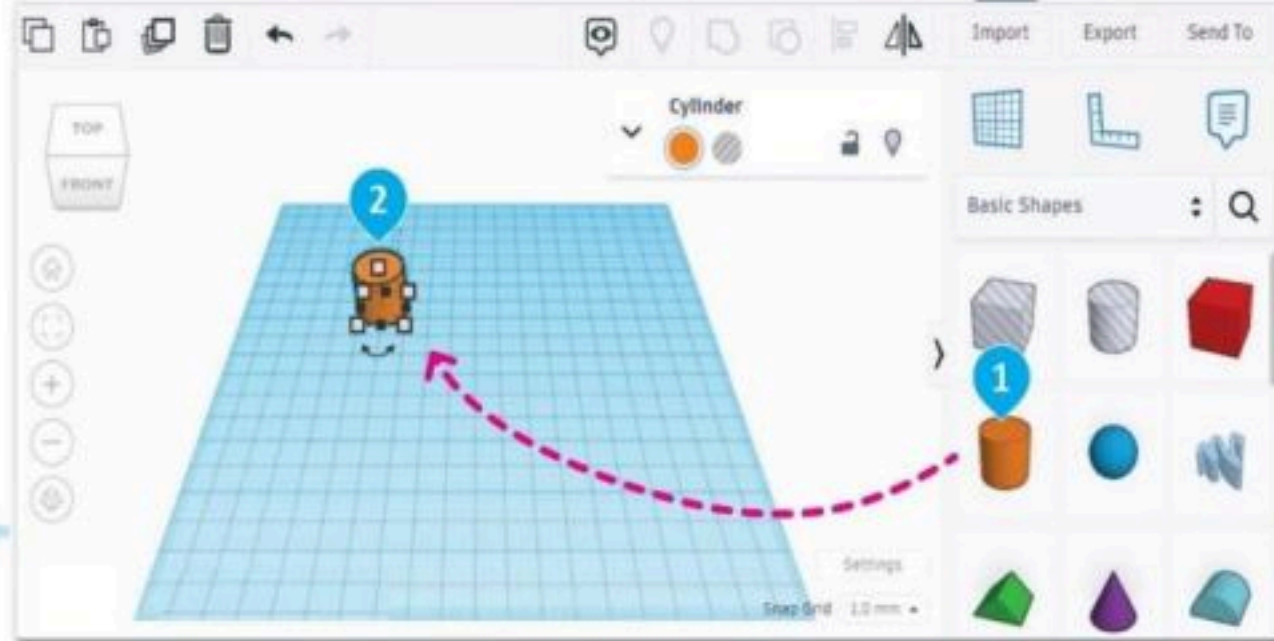 Import Export Send To
Cylinder
TOP
FRONT
2
Basic Shapes
1
Settings
Snap Grid 1.0 mm